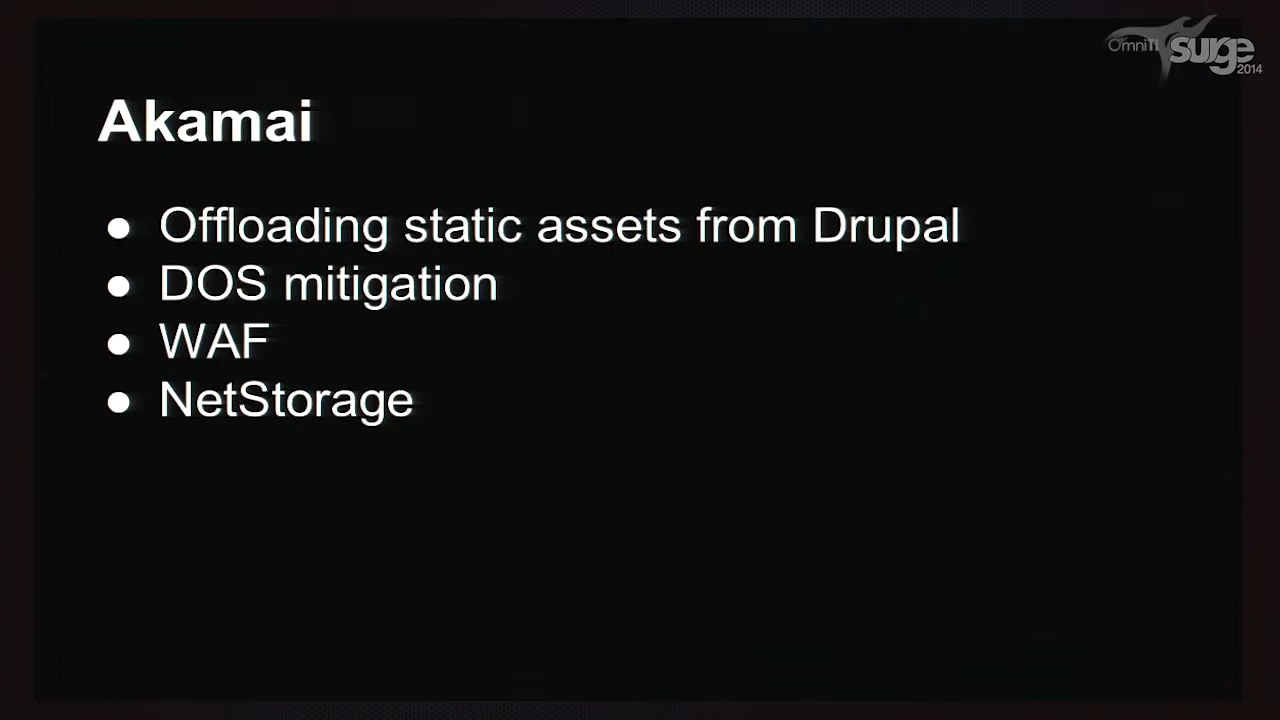 OmniTI surge 2014
Akamai
● Offloading static assets from Drupal
● DOS mitigation
● WAF
● NetStorage